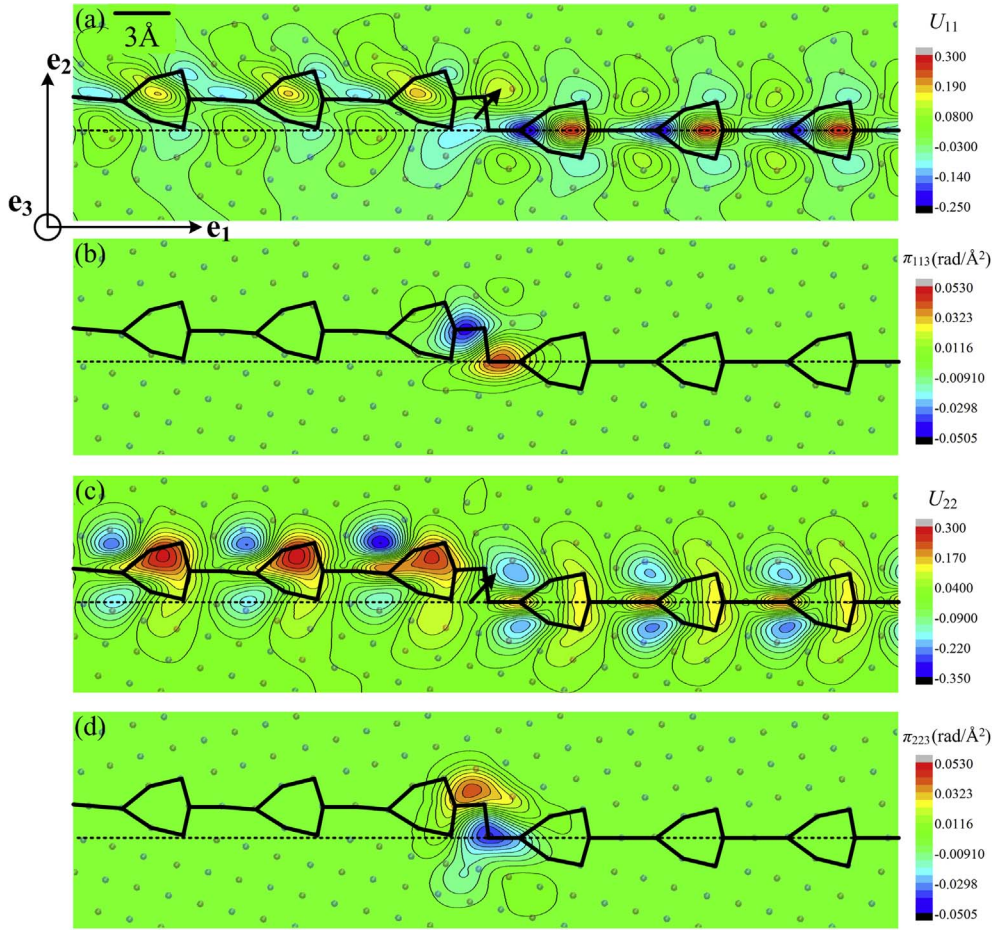 (a)
3Å
e2
e3
e1
U11
0.300
0.190
0.0800
-0.0300
-0.140
-0.250
(b)
π113(rad/Å²)
0.0530
0.0323
0.0116
-0.00910
-0.0298
-0.0505
(c)
U22
0.300
0.170
0.0400
-0.0900
-0.220
-0.350
(d)
π223(rad/Å²)
0.0530
0.0323
0.0116
-0.00910
-0.0298
-0.0505